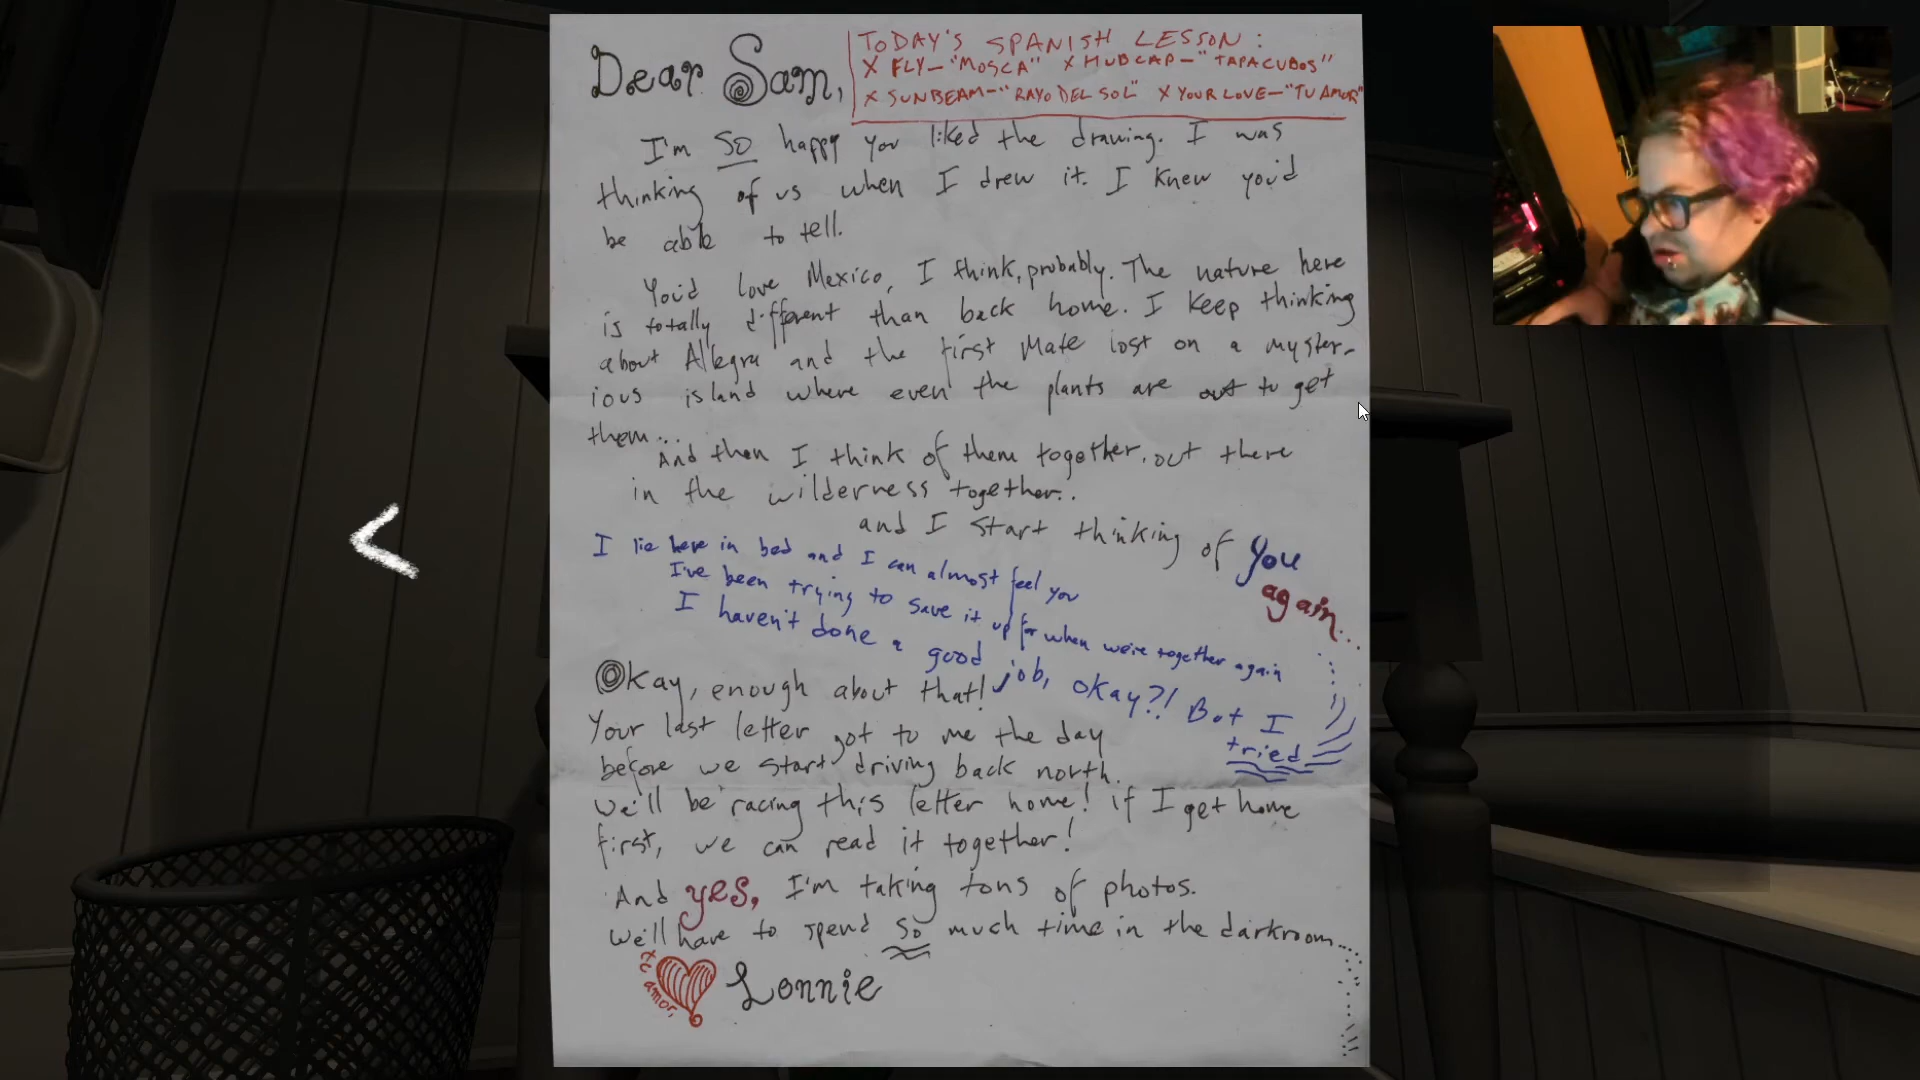 Dear Sam,
TODAY'S SPANISH LESSON:
X FLY-"MOSCA" X HUBCAP-"TAPACUBOS"
X SUNBEAM-"RAYO DEL SOL" X YOUR LOVE-"TU AMOR"
I'm SO happy you liked the drawing. I was
thinking of us when I drew it. I knew you'd
be able to tell.
You'd love Mexico, I think, probably. The nature here
is totally different than back home. I keep thinking
about Allegra and the First Mate lost on a myster-
ious island where even the plants are out to get
them...
And then I think of them together, out there
in the wilderness together..
and I start thinking of you
again...
I lie here in bed and I can almost feel you
I've been trying to save it up for when we're together again
I haven't done a good job, okay?! But I
tried
Okay, enough about that!
Your last letter got to me the day
before we start driving back north.
We'll be racing this letter home! if I get home
first, we can read it together!
And yes, I'm taking tons of photos.
We'll have to spend so much time in the darkroom...
tu amor,
Lonnie